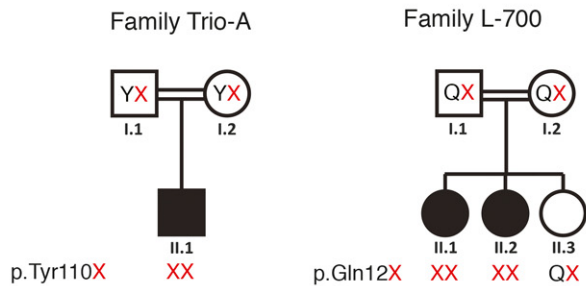 Family Trio-A
Family L-700
YX YX
QX QX
I.1 I.2
I.1 I.2
II.1
II.1 II.2 II.3
p.Tyr110X XX
p.Gln12X XX XX QX